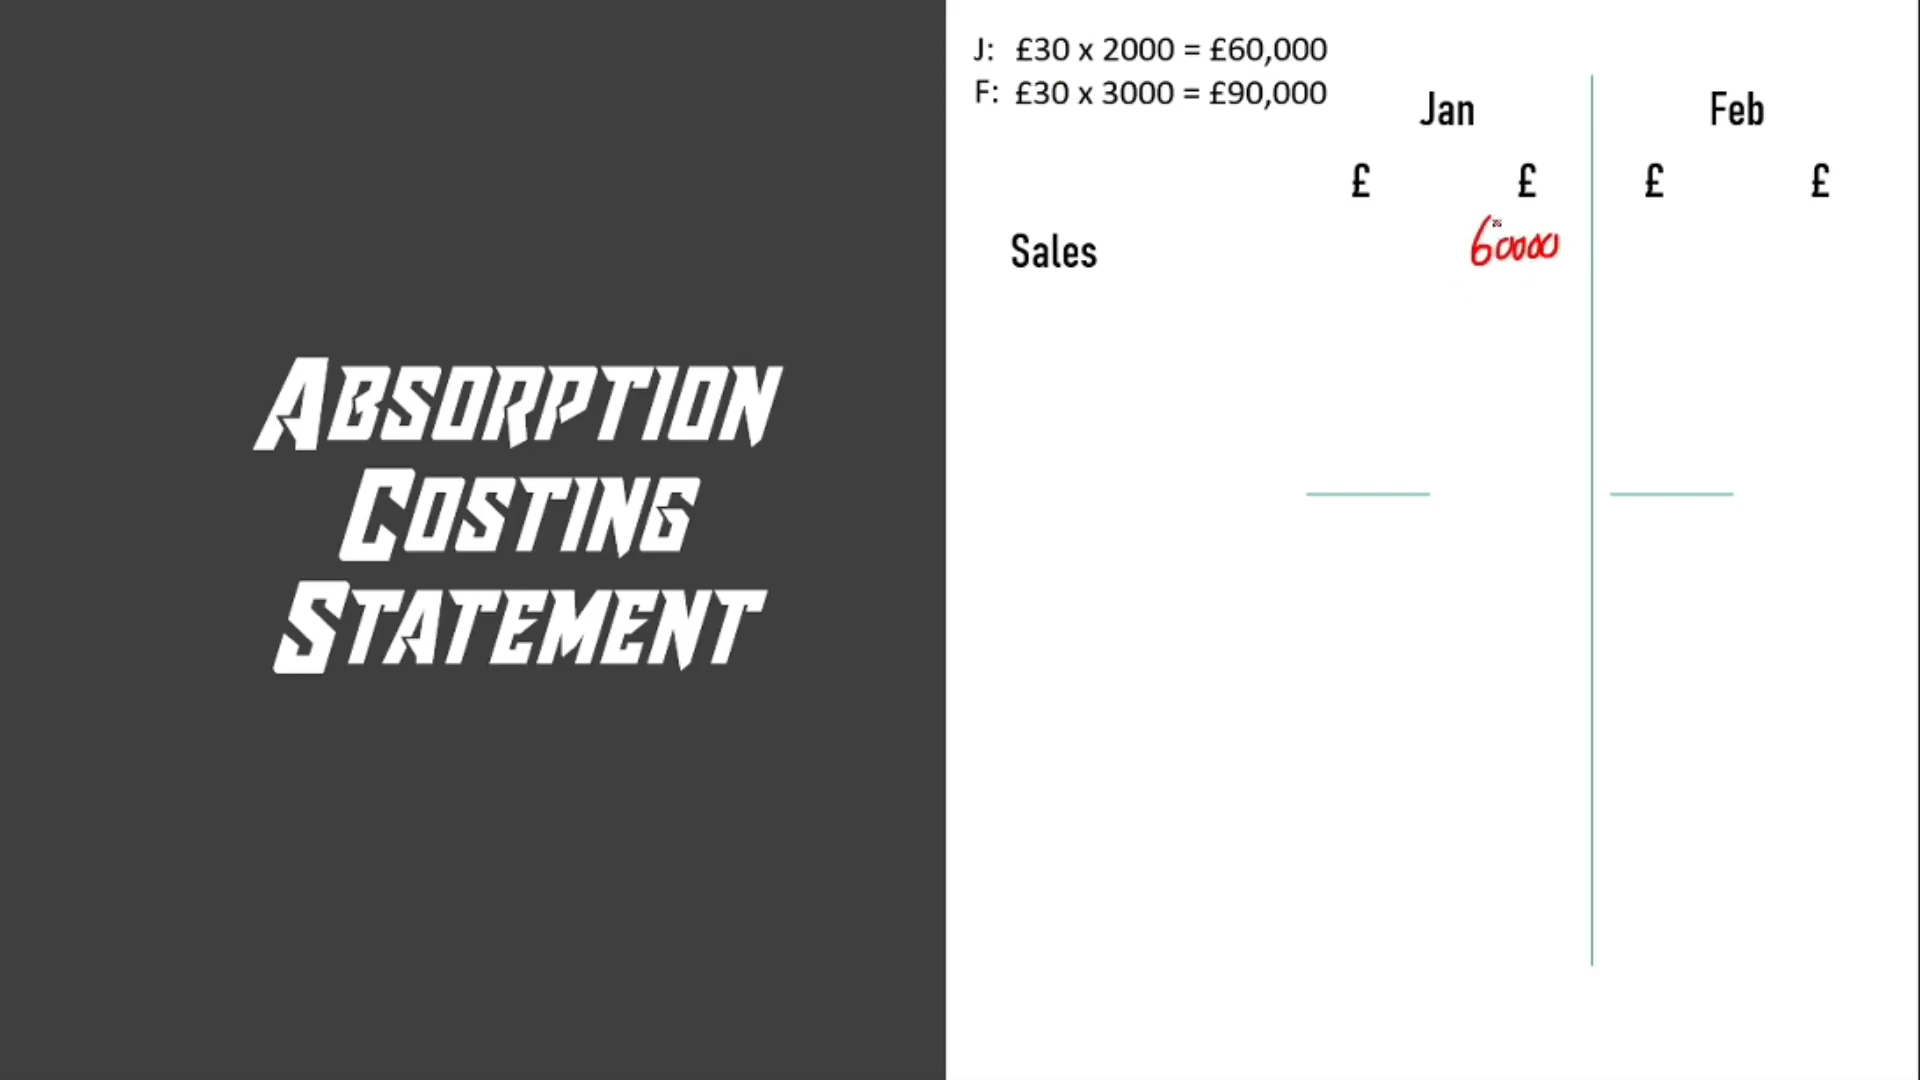 ABSORPTION
COSTING
STATEMENT
J: £30 x 2000 = £60,000
F: £30 x 3000 = £90,000
Jan Feb
£ £ £ £
Sales 60000